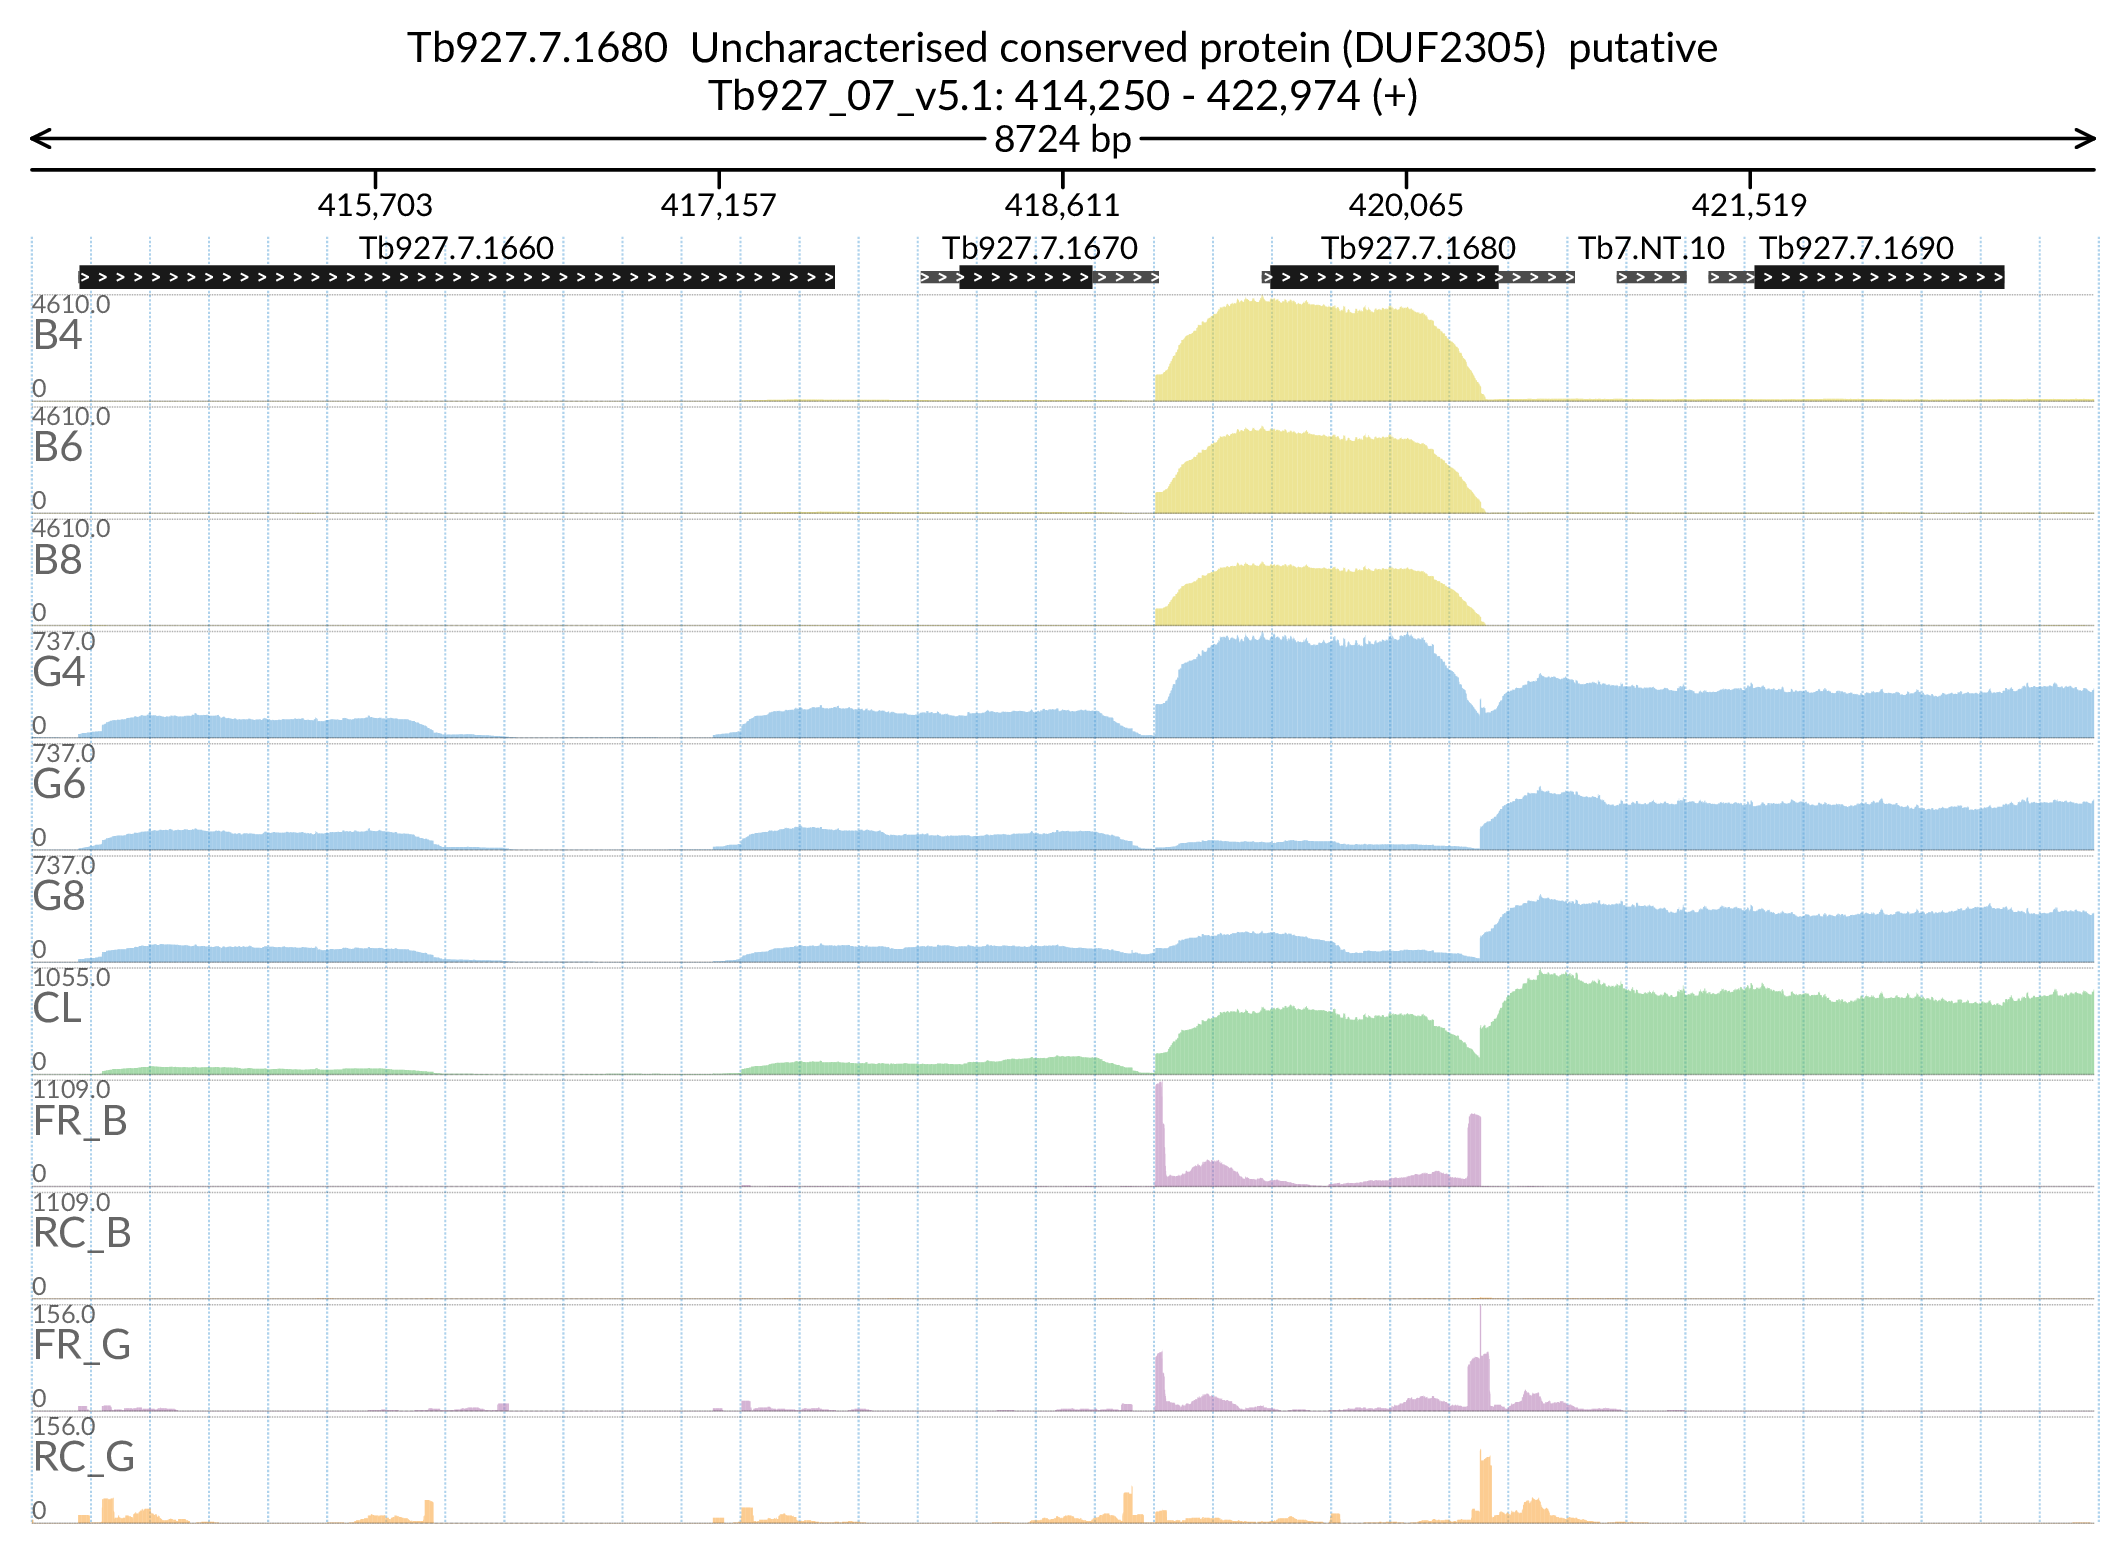 Tb927.7.1680  Uncharacterised conserved protein (DUF2305)  putative
Tb927_07_v5.1: 414,250 - 422,974 (+)
8724 bp
415,703 417,157 418,611 420,065 421,519
Tb927.7.1660 Tb927.7.1670 Tb927.7.1680 Tb7.NT.10 Tb927.7.1690
4610.0
B4
0
4610.0
B6
0
4610.0
B8
0
737.0
G4
0
737.0
G6
0
737.0
G8
0
1055.0
CL
0
1109.0
FR_B
0
1109.0
RC_B
0
156.0
FR_G
0
156.0
RC_G
0